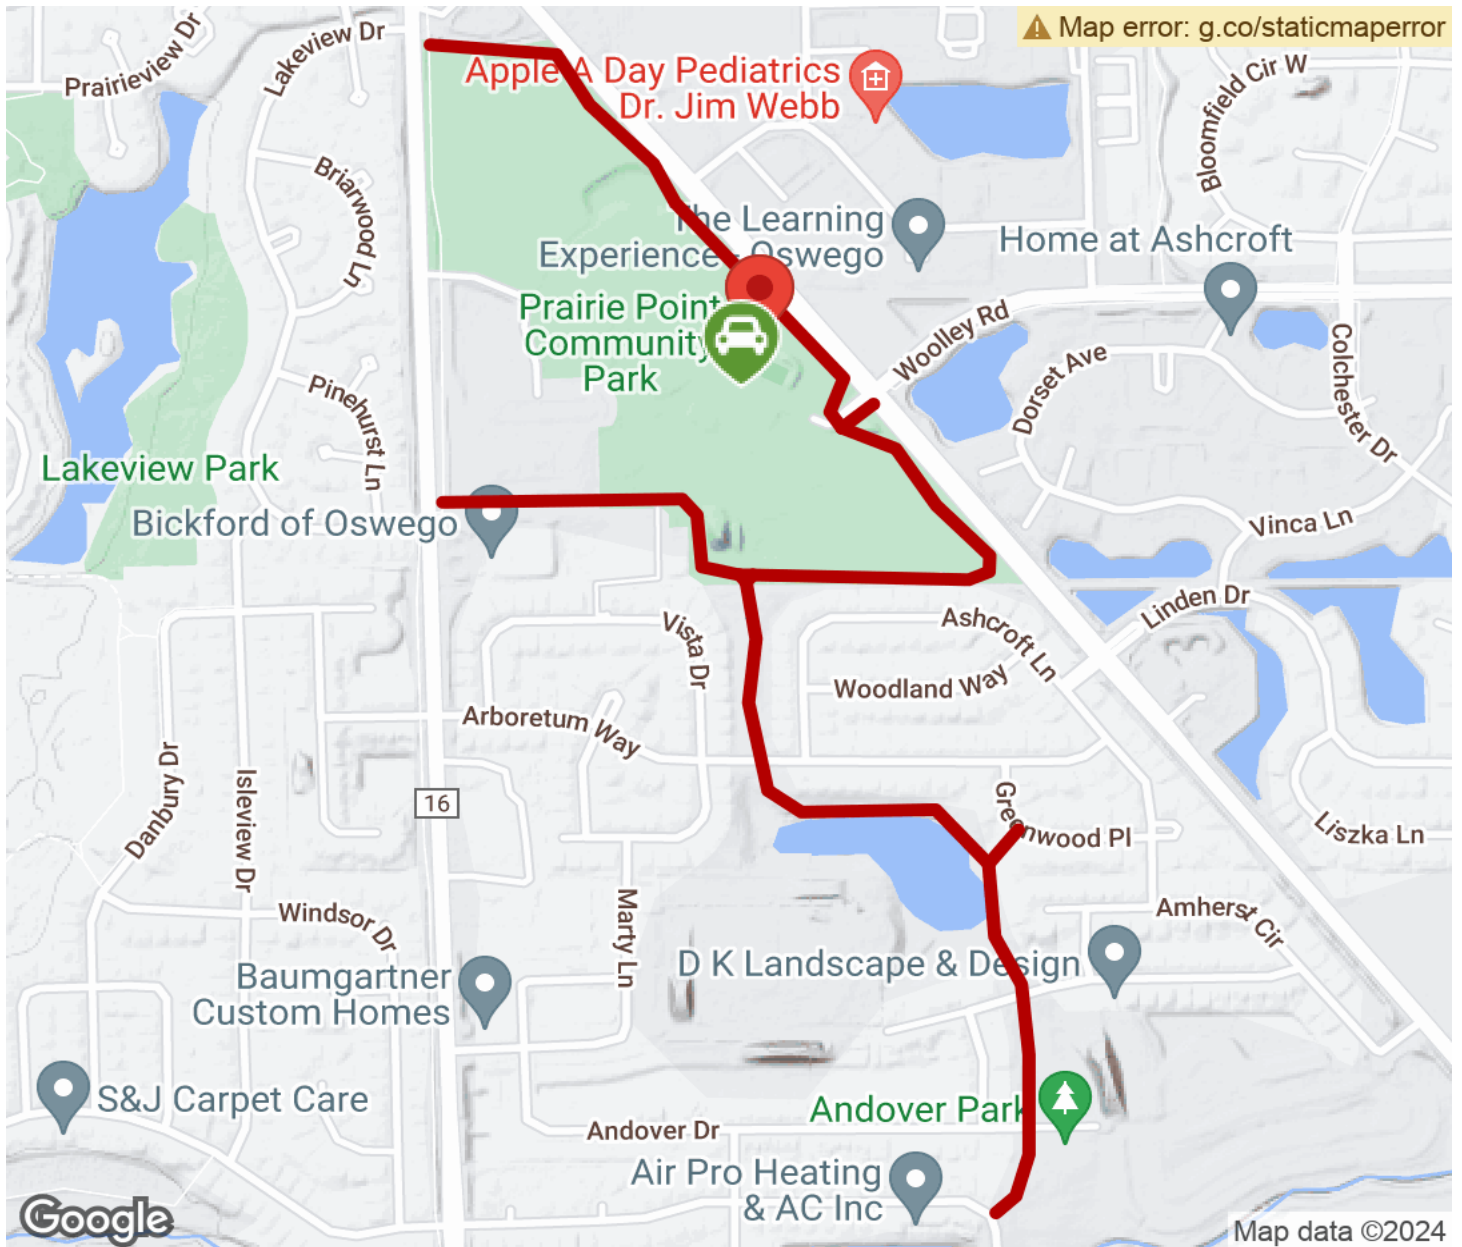 Map error: g.co/staticmaperror
Prairieview Dr
Lakeview Dr
Apple A Day Pediatrics
Dr. Jim Webb
Bloomfield Cir W
Briarwood Ln
The Learning
Experience - Oswego
Home at Ashcroft
Prairie Point
Community
Park
Woolley Rd
Dorset Ave
Colchester Dr
Pinehurst Ln
Lakeview Park
Bickford of Oswego
Vinca Ln
Linden Dr
Vista Dr
Ashcroft Ln
Woodland Way
Arboretum Way
Danbury Dr
Isleview Dr
16
Greenwood Pl
Liszka Ln
Marty Ln
Windsor Dr
Amherst Cir
D K Landscape & Design
Baumgartner
Custom Homes
S&J Carpet Care
Andover Park
Andover Dr
Air Pro Heating
& AC Inc
Google
Map data ©2024